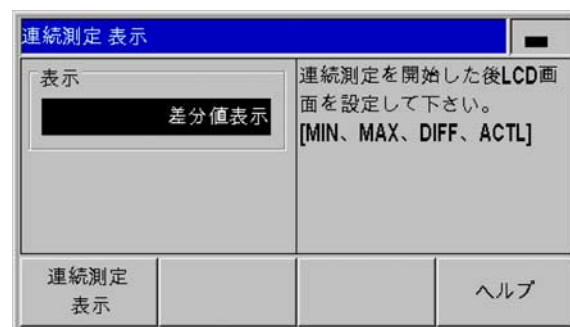 連続測定 表示
表示
差分値表示
連続測定を開始した後LCD画
面を設定して下さい。
[MIN、MAX、DIFF、ACTL]
連続測定
表示
ヘルプ